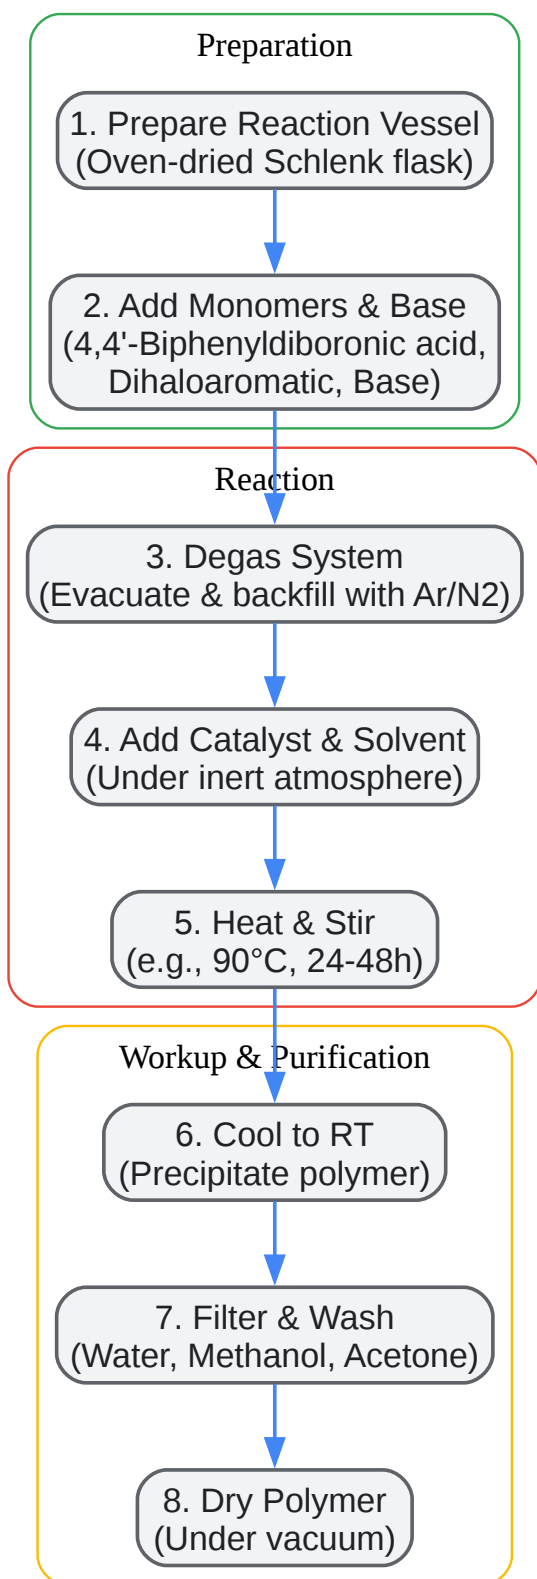 Preparation
1. Prepare Reaction Vessel
(Oven-dried Schlenk flask)
2. Add Monomers & Base
(4,4'-Biphenyldiboronic acid,
Dihaloaromatic, Base)
Reaction
3. Degas System
(Evacuate & backfill with Ar/N2)
4. Add Catalyst & Solvent
(Under inert atmosphere)
5. Heat & Stir
(e.g., 90°C, 24-48h)
Workup & Purification
6. Cool to RT
(Precipitate polymer)
7. Filter & Wash
(Water, Methanol, Acetone)
8. Dry Polymer
(Under vacuum)